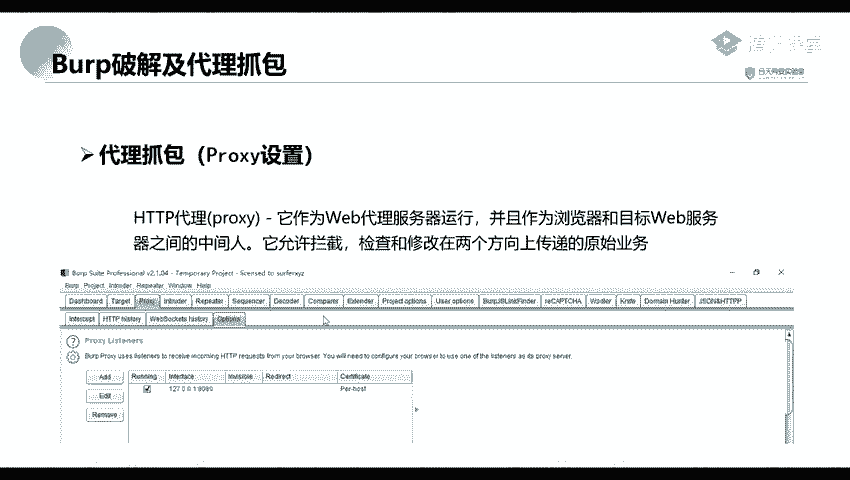 Burp破解及代理抓包
代理抓包（Proxy设置）
HTTP代理(proxy) - 它作为Web代理服务器运行，并且作为浏览器和目标Web服务
器之间的中间人。它允许拦截，检查和修改在两个方向上传递的原始业务
Burp Suite Professional v2.1.04 - Temporary Project - licensed to surferxyz
Burp Project Intruder Repeater Window Help
Dashboard Target Proxy Intruder Repeater Sequencer Decoder Comparer Extender Project options User options BurpJSLinkFinder reCAPTCHA Wsdler Knife Domain Hunter
Intercept HTTP history WebSockets history Options
Proxy Listeners
Burp Proxy uses listeners to receive incoming HTTP requests from your browser. You will need to configure your browser to use one of the listeners as its proxy server.
Add Running Interface Invisible Redirect Certificate
127.0.0.1:8080 Per-host
Edit
Remove